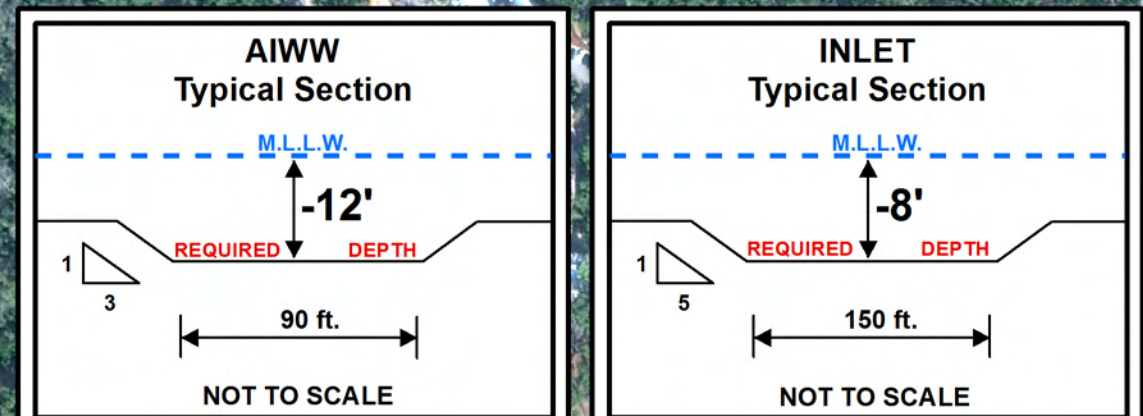 AIWW
Typical Section
M.L.L.W.
-12'
REQUIRED DEPTH
1
3
90 ft.
NOT TO SCALE
INLET
Typical Section
M.L.L.W.
-8'
REQUIRED DEPTH
1
5
150 ft.
NOT TO SCALE